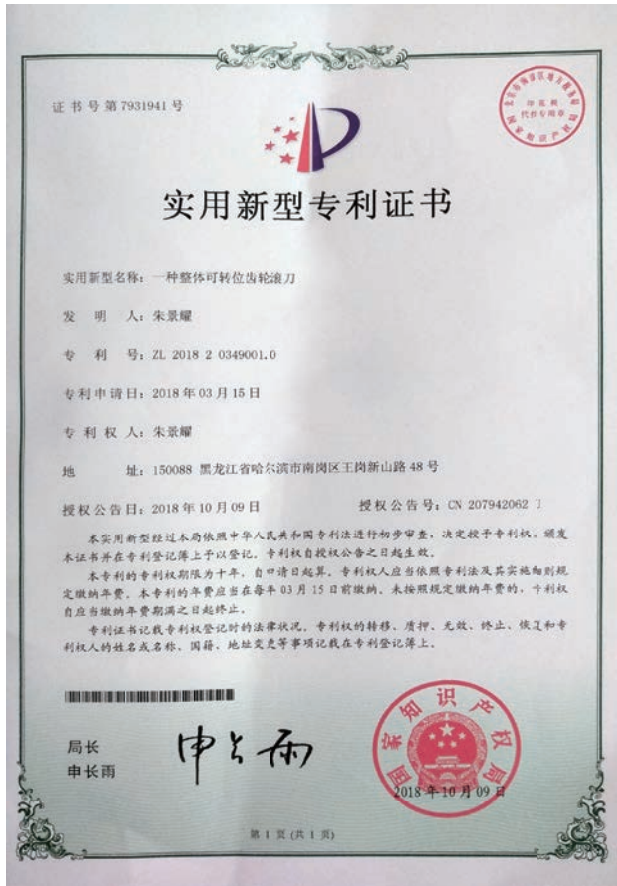 证书号第7931941号
实用新型专利证书
实用新型名称：一种整体可转位齿轮滚刀
发明人：朱景耀
专利号：ZL 2018 2 0349001.0
专利申请日：2018年03月15日
专利权人：朱景耀
地址：150088 黑龙江省哈尔滨市南岗区王岗新山路48号
授权公告日：2018年10月09日 授权公告号：CN 207942062
本实用新型经过本局依照中华人民共和国专利法进行初步审查，决定授予专利权，颁发
本证书并在专利登记簿上予以登记。专利权自授权公告之日起生效。
本专利的专利权期限为十年，自申请日起算。专利权人应当依照专利法及其实施细则规
定缴纳年费。本专利的年费应当在每年03月15日前缴纳。未按照规定缴纳年费的，专利权
自应当缴纳年费期满之日起终止。
专利证书记载专利权登记时的法律状况。专利权的转移、质押、无效、终止、恢复和专
利权人的姓名或名称、国籍、地址变更等事项记载在专利登记簿上。
局长
申长雨
申长雨
国家知识产权局
2018年10月09日
第1页(共1页)